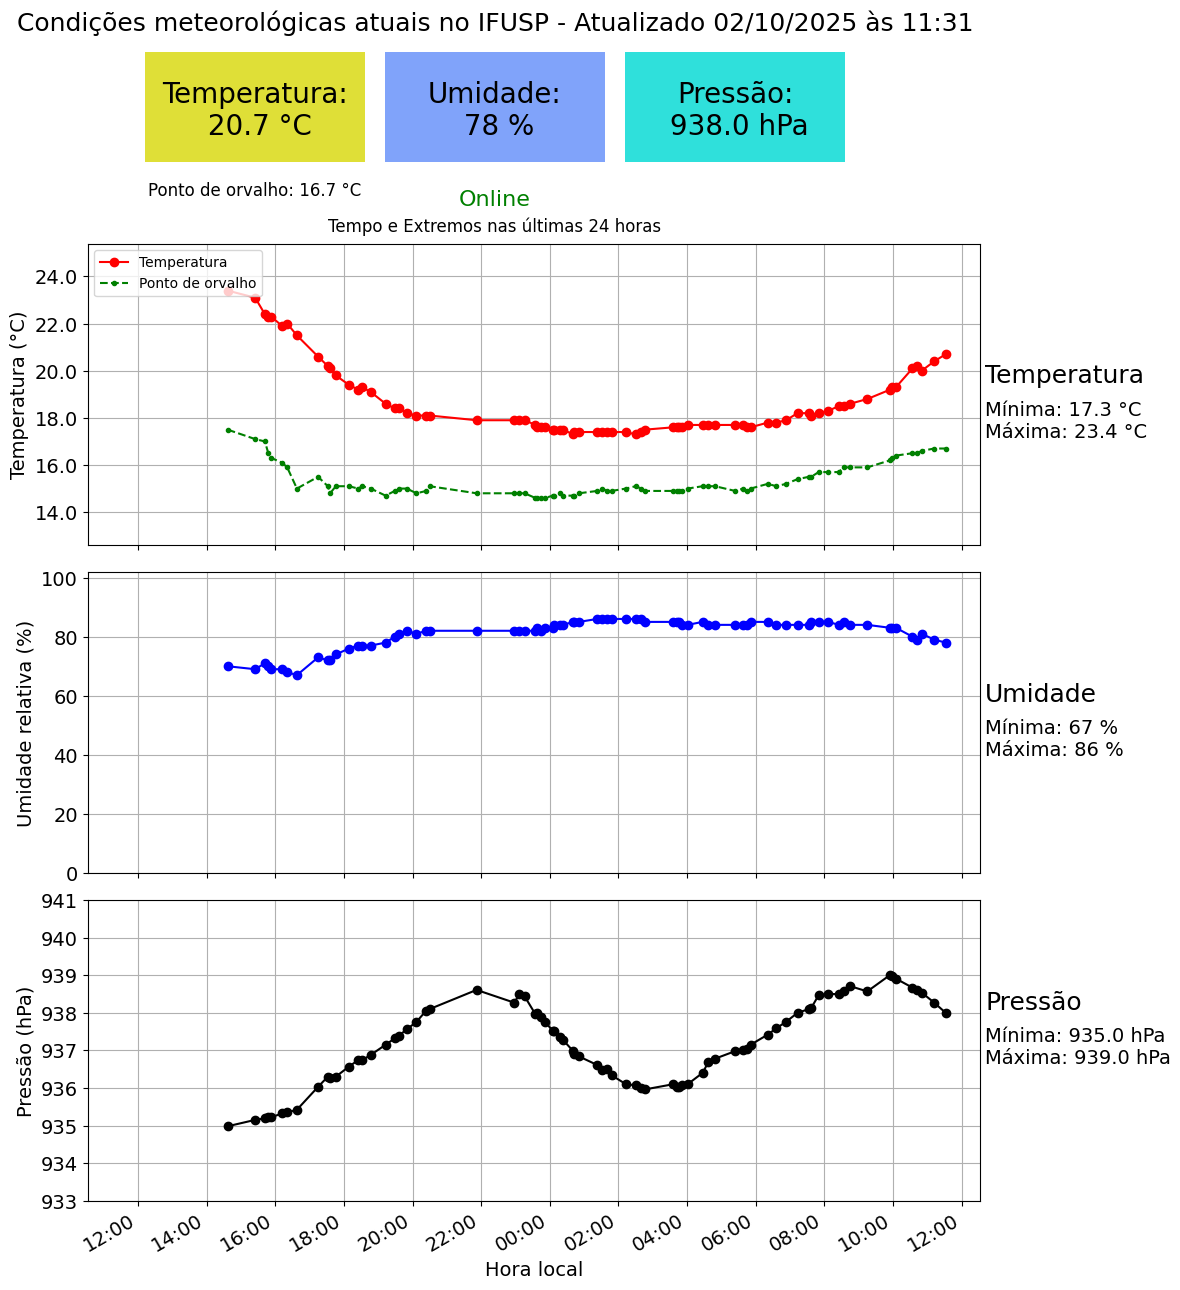 Condições meteorológicas atuais no IFUSP - Atualizado 02/10/2025 às 11:31
Temperatura:
20.7 °C
Umidade:
78 %
Pressão:
938.0 hPa
Ponto de orvalho: 16.7 °C
Online
Tempo e Extremos nas últimas 24 horas
Temperatura
Ponto de orvalho
Temperatura (°C)
24.0
22.0
20.0
18.0
16.0
14.0
Temperatura
Mínima: 17.3 °C
Máxima: 23.4 °C
Umidade relativa (%)
100
80
60
40
20
0
Umidade
Mínima: 67 %
Máxima: 86 %
Pressão (hPa)
941
940
939
938
937
936
935
934
933
Pressão
Mínima: 935.0 hPa
Máxima: 939.0 hPa
12:00 14:00 16:00 18:00 20:00 22:00 00:00 02:00 04:00 06:00 08:00 10:00 12:00
Hora local